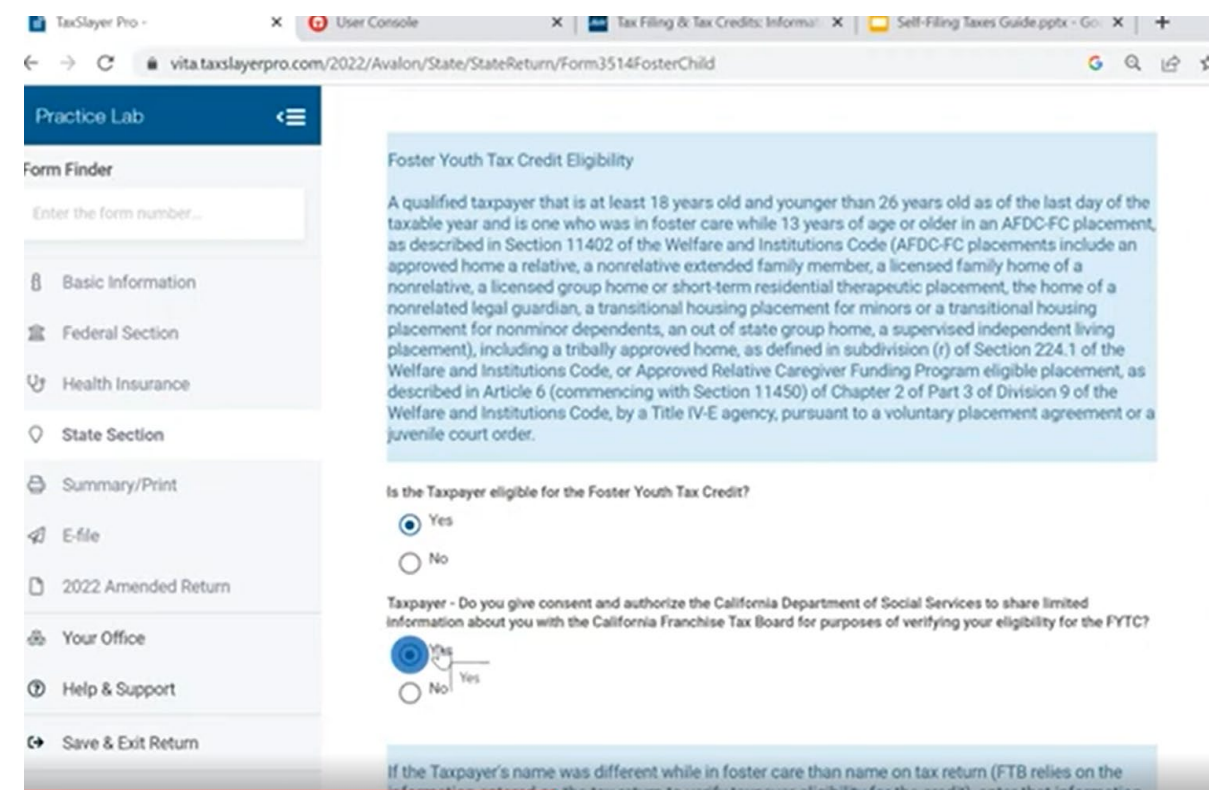 TaxSlayer Pro -
User Console
Tax Filing & Tax Credits: Informat
Self-Filing Taxes Guide.pptx - Go
vita.taxslayerpro.com/2022/Avalon/State/StateReturn/Form3514FosterChild
Practice Lab
Form Finder
Enter the form number...
Basic Information
Federal Section
Health Insurance
State Section
Summary/Print
E-file
2022 Amended Return
Your Office
Help & Support
Save & Exit Return
Foster Youth Tax Credit Eligibility
A qualified taxpayer that is at least 18 years old and younger than 26 years old as of the last day of the
taxable year and is one who was in foster care while 13 years of age or older in an AFDC-FC placement,
as described in Section 11402 of the Welfare and Institutions Code (AFDC-FC placements include an
approved home a relative, a nonrelative extended family member, a licensed family home of a
nonrelative, a licensed group home or short-term residential therapeutic placement, the home of a
nonrelated legal guardian, a transitional housing placement for minors or a transitional housing
placement for nonminor dependents, an out of state group home, a supervised independent living
placement), including a tribally approved home, as defined in subdivision (r) of Section 224.1 of the
Welfare and Institutions Code, or Approved Relative Caregiver Funding Program eligible placement, as
described in Article 6 (commencing with Section 11450) of Chapter 2 of Part 3 of Division 9 of the
Welfare and Institutions Code, by a Title IV-E agency, pursuant to a voluntary placement agreement or a
juvenile court order.
Is the Taxpayer eligible for the Foster Youth Tax Credit?
Yes
No
Taxpayer - Do you give consent and authorize the California Department of Social Services to share limited
information about you with the California Franchise Tax Board for purposes of verifying your eligibility for the FYTC?
Yes
Yes
No
If the Taxpayer's name was different while in foster care than name on tax return (FTB relies on the